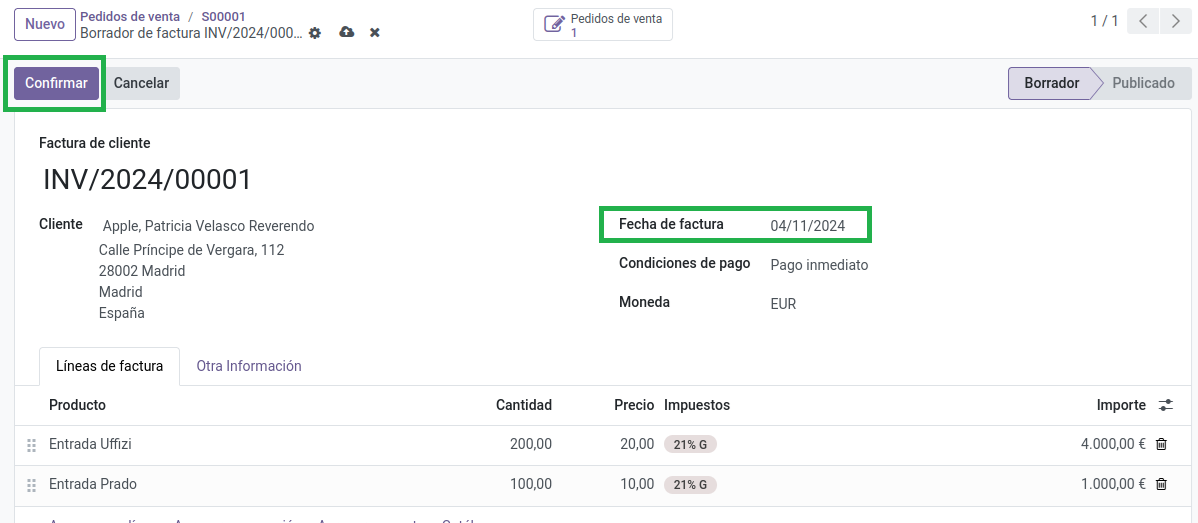 Nuevo
Pedidos de venta / S00001
Borrador de factura INV/2024/000...
Pedidos de venta
1
1 / 1
Confirmar
Cancelar
Borrador
Publicado
Factura de cliente
INV/2024/00001
Cliente
Apple, Patricia Velasco Reverendo
Calle Príncipe de Vergara, 112
28002 Madrid
Madrid
España
Fecha de factura 04/11/2024
Condiciones de pago Pago inmediato
Moneda EUR
Líneas de factura Otra Información
Producto Cantidad Precio Impuestos Importe
Entrada Uffizi 200,00 20,00 21% G 4.000,00 €
Entrada Prado 100,00 10,00 21% G 1.000,00 €